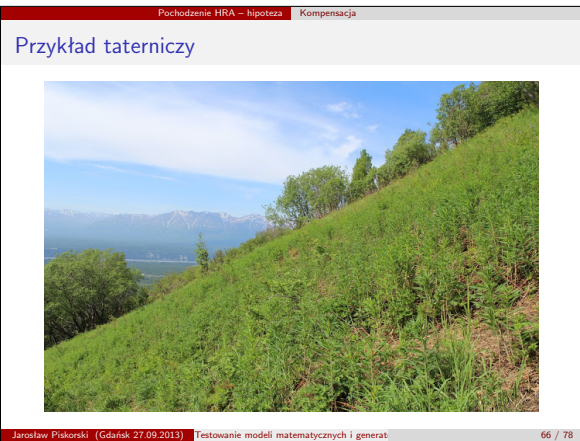 Pochodzenie HRA – hipoteza Kompensacja
Przykład taterniczy
Jarosław Piskorski (Gdańsk 27.09.2013) Testowanie modeli matematycznych i generat 66 / 78